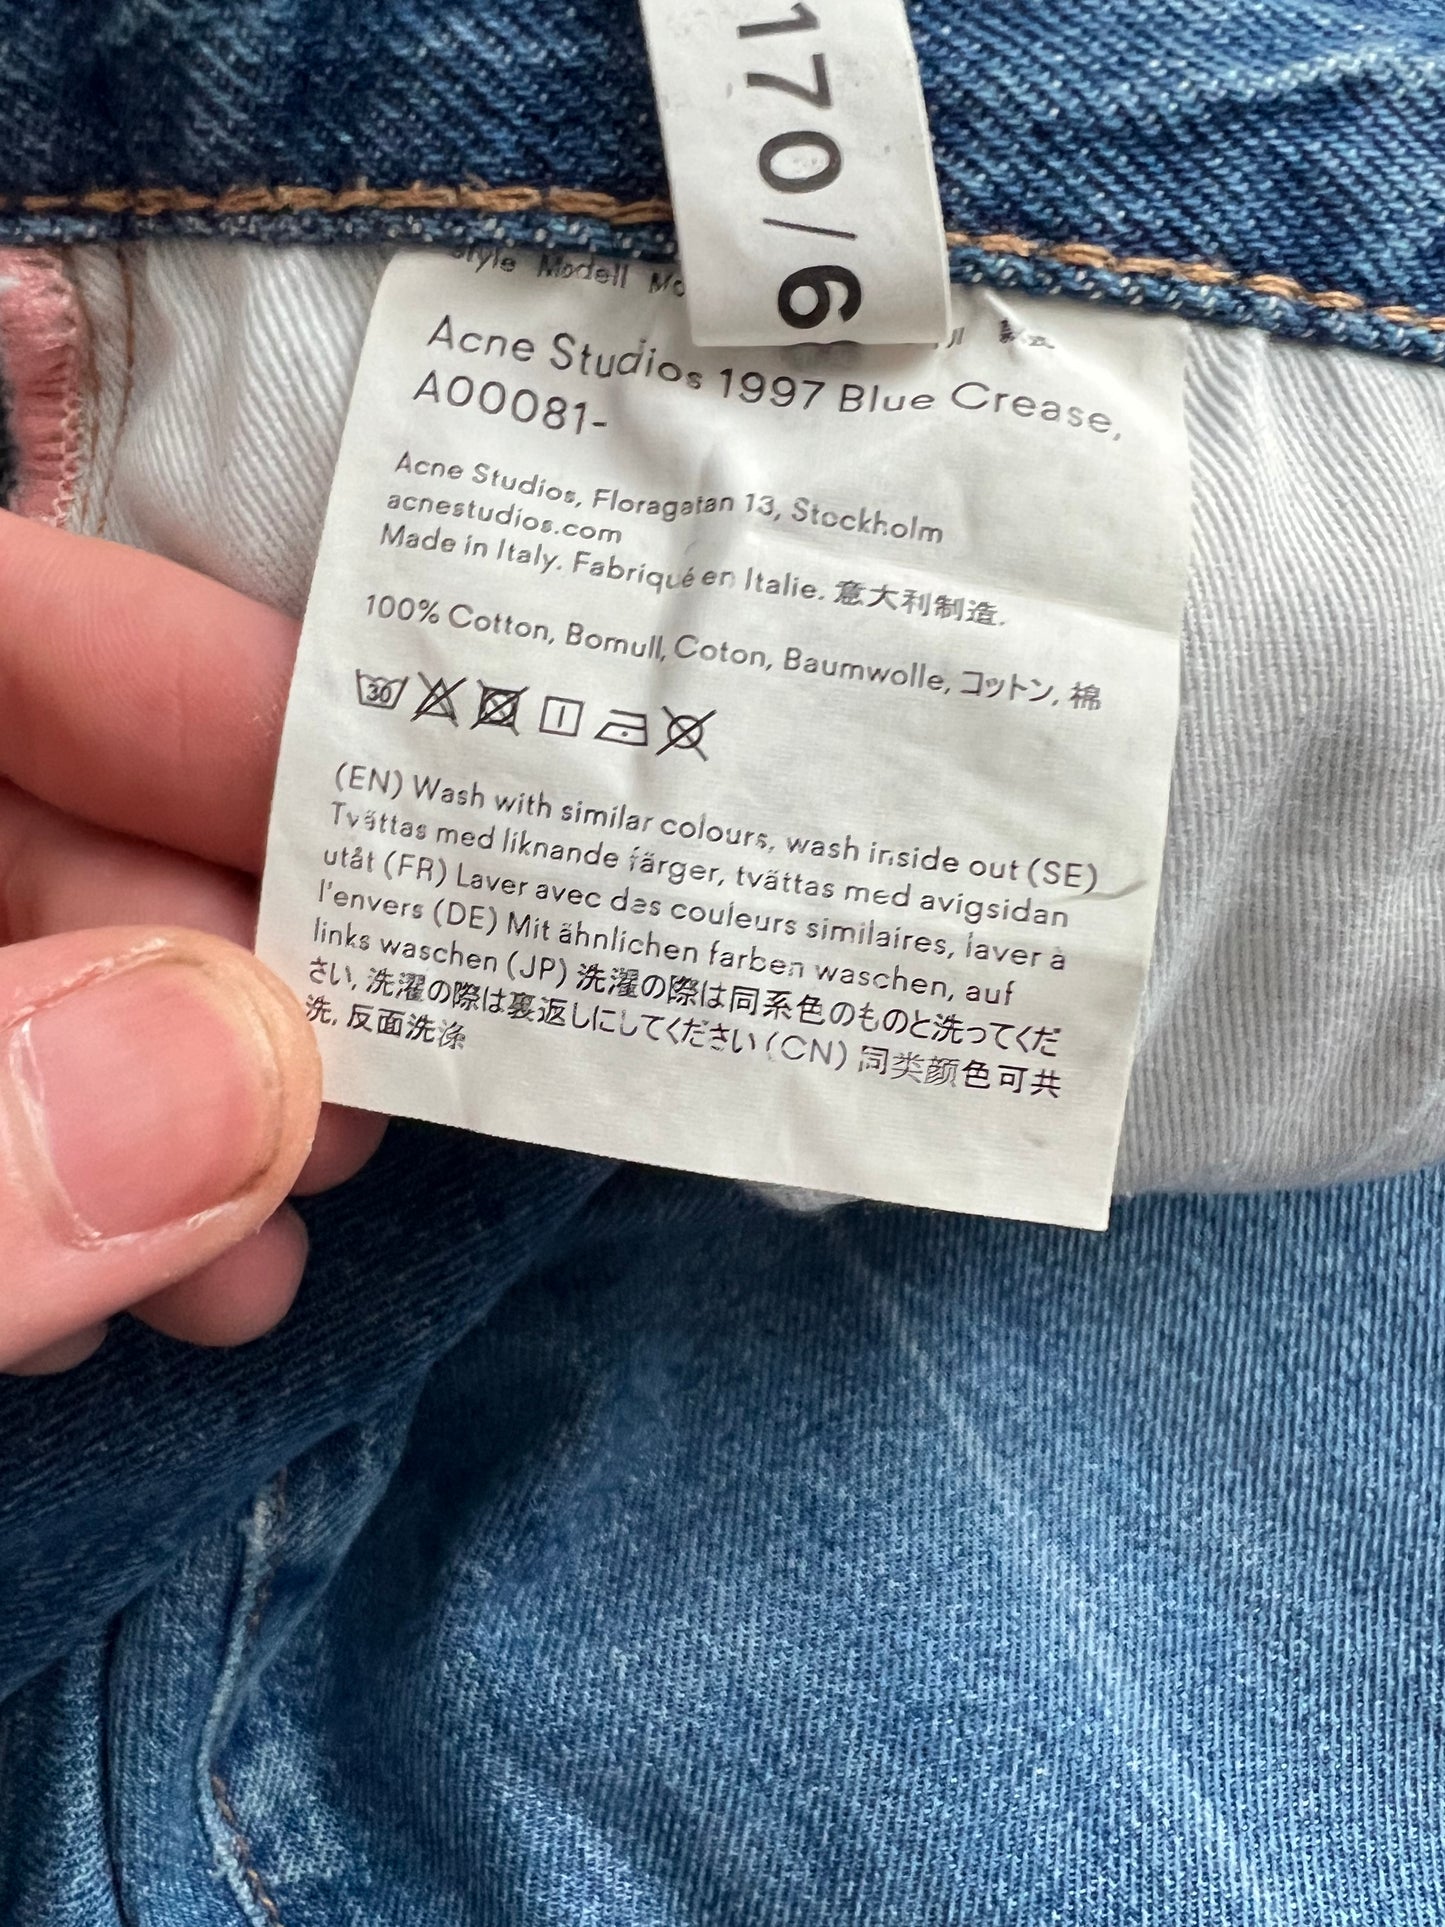 170/6
Style Modell
Acne Studios 1997 Blue Crease,
A00081-
Acne Studios, Floragatan 13, Stockholm
acnestudios.com
Made in Italy. Fabriqué en Italie. 意大利制造.
100% Cotton, Bomull, Coton, Baumwolle, コットン, 棉
30
(EN) Wash with similar colours, wash inside out (SE)
Tvättas med liknande färger, tvättas med avigsidan
utåt (FR) Laver avec des couleurs similaires, laver à
l'envers (DE) Mit ähnlichen farben waschen, auf
links waschen (JP) 洗濯の際は同系色のものと洗ってくだ
さい, 洗濯の際は裏返しにしてください (CN) 同类颜色可共
洗, 反面洗涤